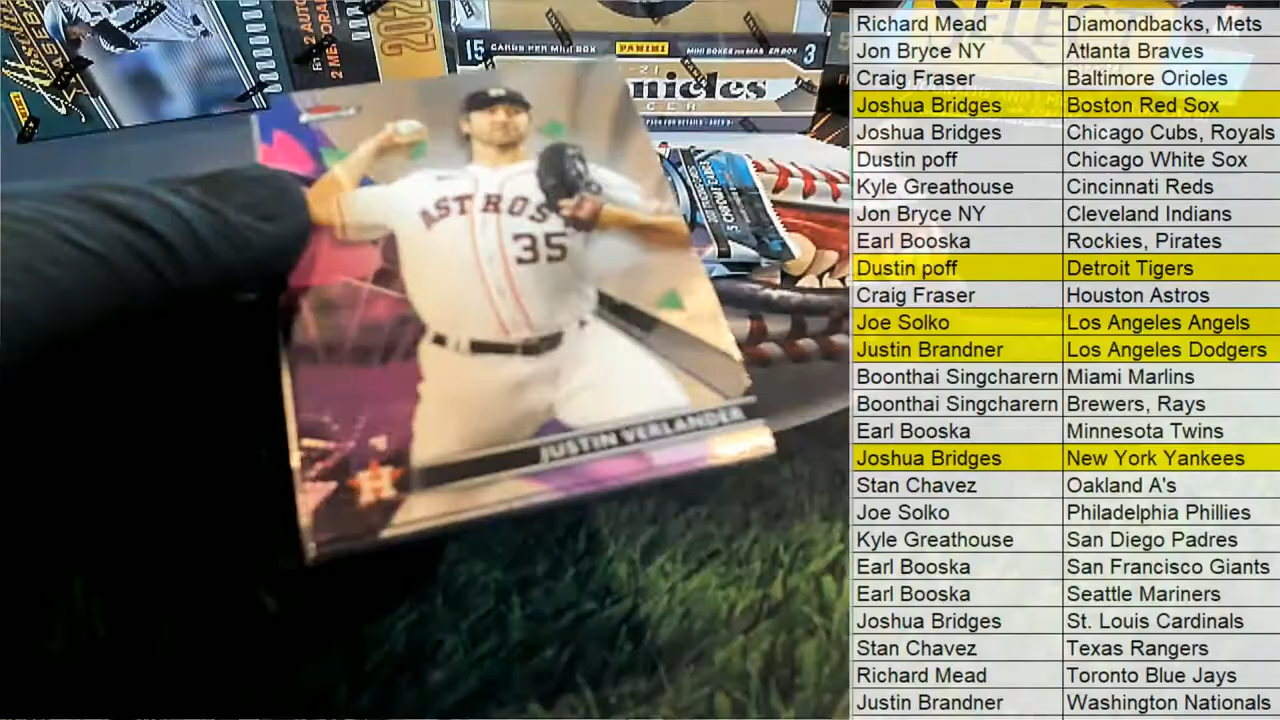 15 CARDS PER MINI BOX PANINI MINI BOXES PER MASTER BOX 3
nicles
ASTROS
35
JUSTIN VERLANDER
Richard Mead Diamondbacks, Mets
Jon Bryce NY Atlanta Braves
Craig Fraser Baltimore Orioles
Joshua Bridges Boston Red Sox
Joshua Bridges Chicago Cubs, Royals
Dustin poff Chicago White Sox
Kyle Greathouse Cincinnati Reds
Jon Bryce NY Cleveland Indians
Earl Booska Rockies, Pirates
Dustin poff Detroit Tigers
Craig Fraser Houston Astros
Joe Solko Los Angeles Angels
Justin Brandner Los Angeles Dodgers
Boonthai Singcharern Miami Marlins
Boonthai Singcharern Brewers, Rays
Earl Booska Minnesota Twins
Joshua Bridges New York Yankees
Stan Chavez Oakland A's
Joe Solko Philadelphia Phillies
Kyle Greathouse San Diego Padres
Earl Booska San Francisco Giants
Earl Booska Seattle Mariners
Joshua Bridges St. Louis Cardinals
Stan Chavez Texas Rangers
Richard Mead Toronto Blue Jays
Justin Brandner Washington Nationals